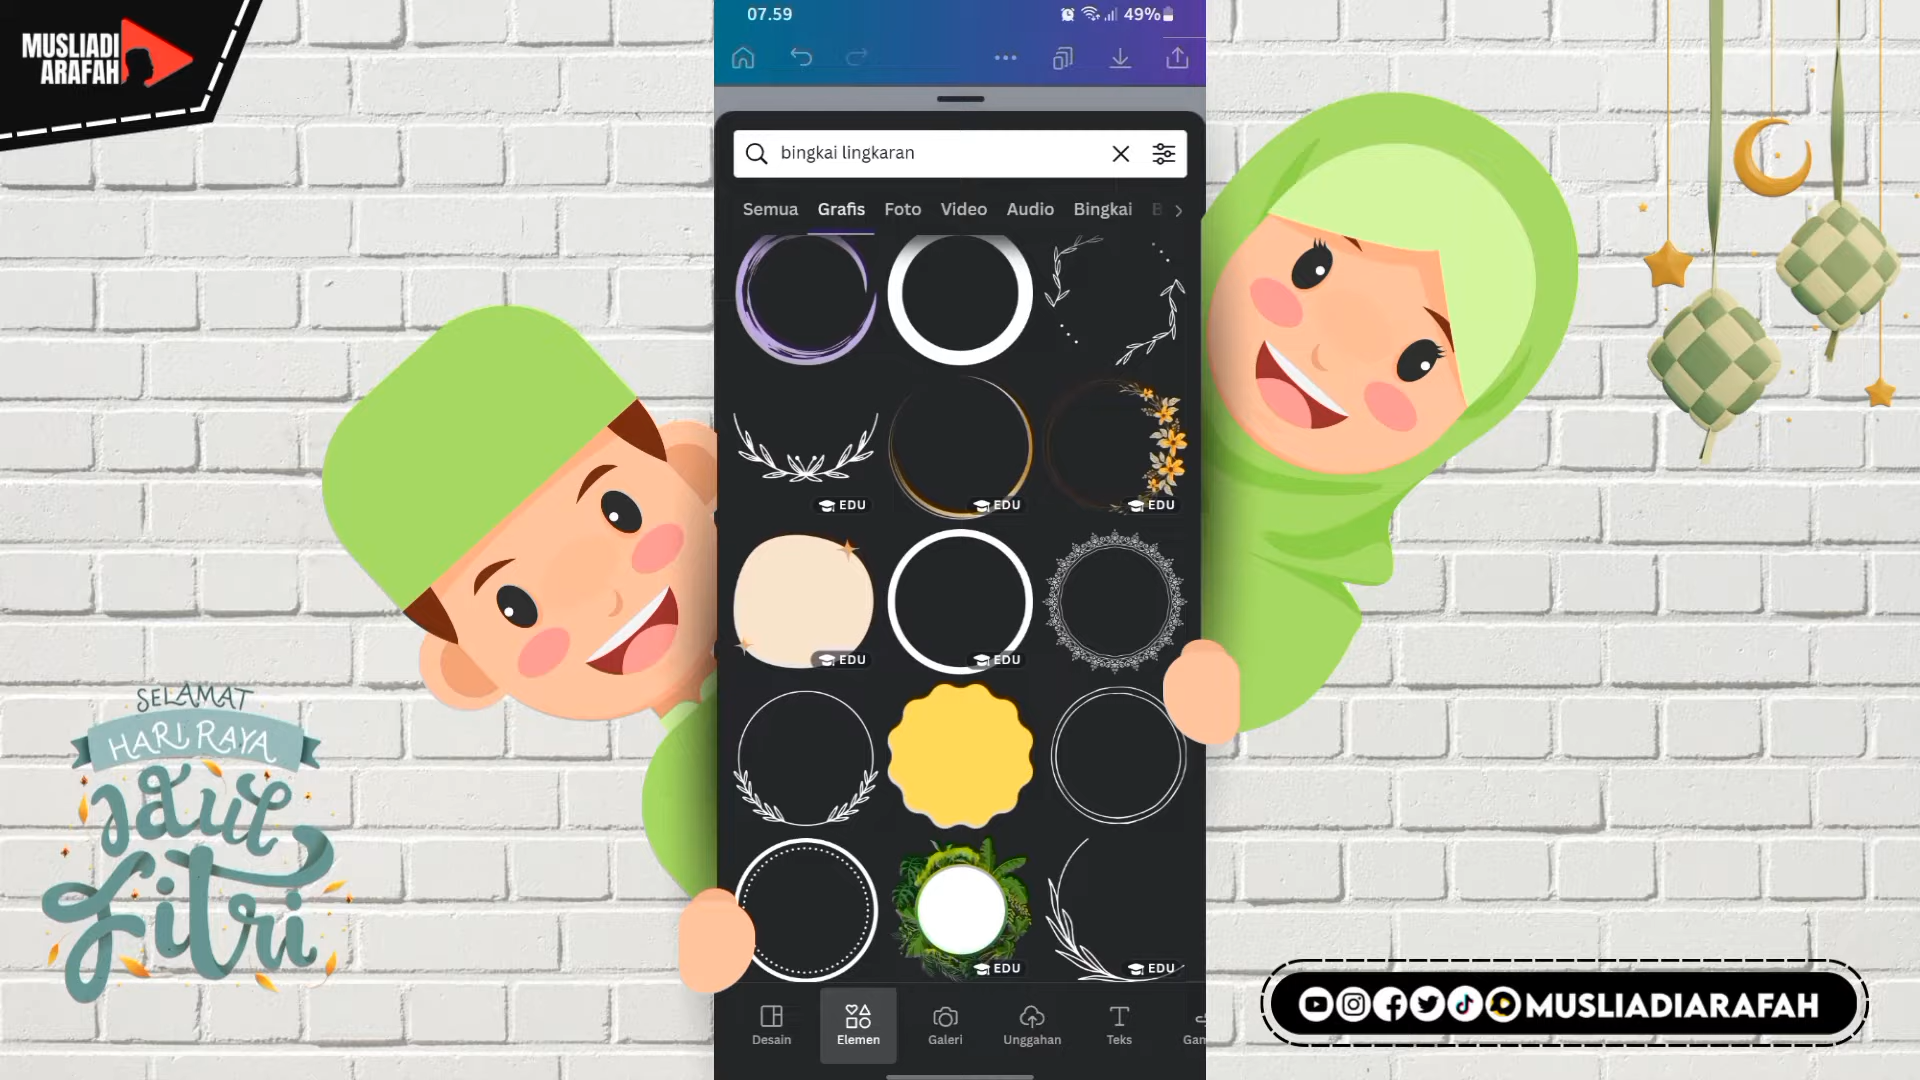 MUSLIADI
ARAFAH
07.59
49%
bingkai lingkaran
Semua
Grafis
Foto
Video
Audio
Bingkai
EDU
EDU
EDU
EDU
EDU
EDU
EDU
Desain
Elemen
Galeri
Unggahan
Teks
SELAMAT
HARI RAYA
Idul
Fitri
MUSLIADIARAFAH